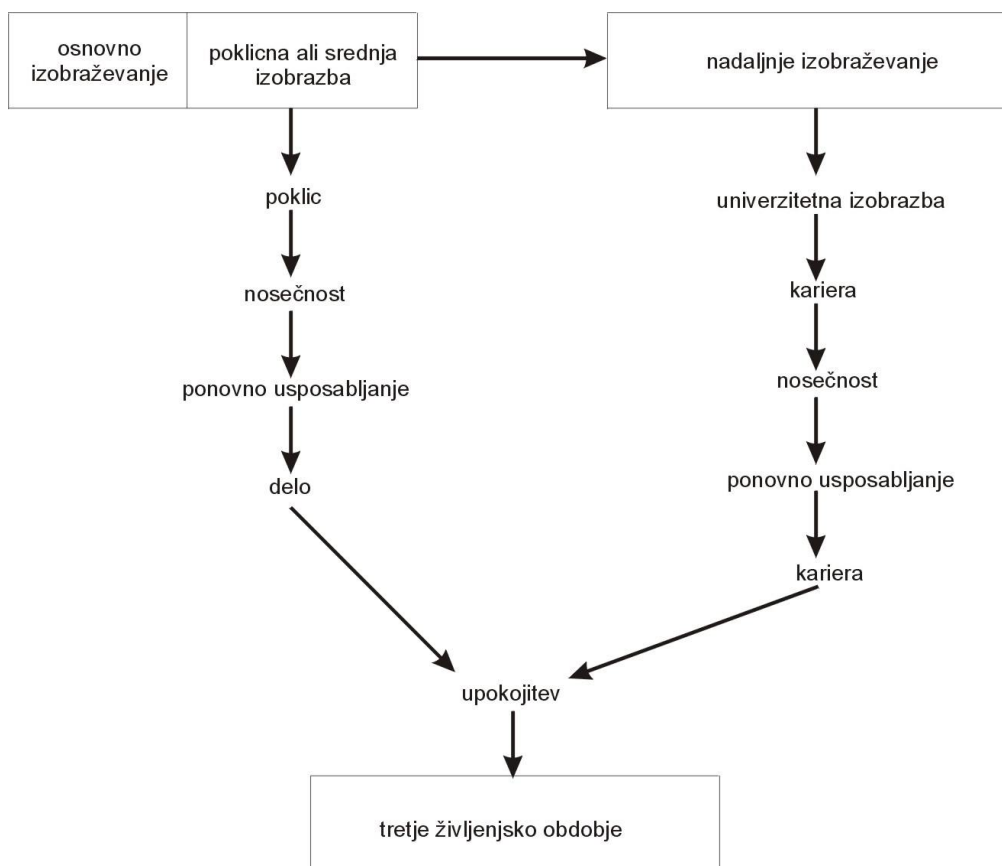 osnovno
izobraževanje
poklicna ali srednja
izobrazba
nadaljnje izobraževanje
poklic
univerzitetna izobrazba
nosečnost
kariera
ponovno usposabljanje
nosečnost
delo
ponovno usposabljanje
kariera
upokojitev
tretje življenjsko obdobje